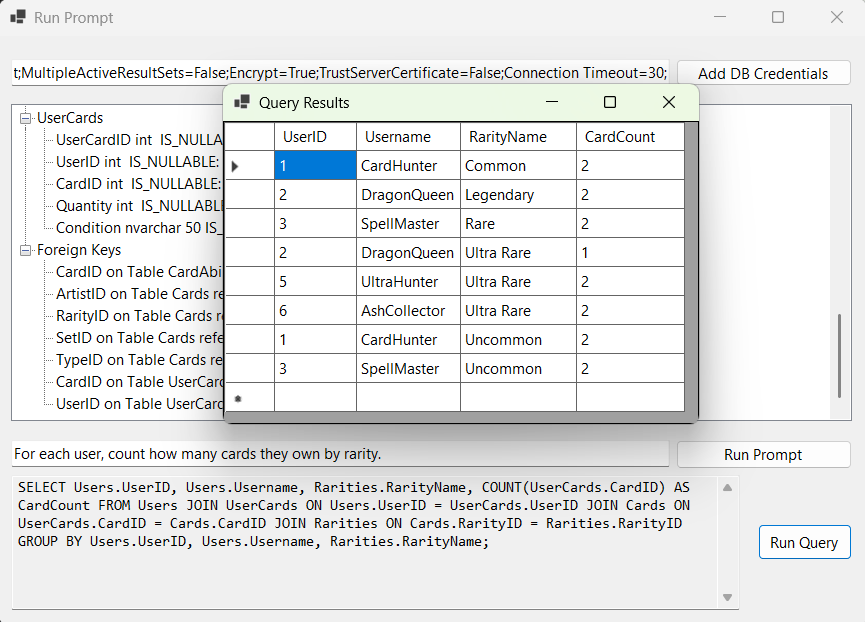 Run Prompt
t;MultipleActiveResultSets=False;Encrypt=True;TrustServerCertificate=False;Connection Timeout=30;
Add DB Credentials
UserCards
UserCardID int IS_NULLA
UserID int IS_NULLABLE:
CardID int IS_NULLABLE:
Quantity int IS_NULLABL
Condition nvarchar 50 IS_
Foreign Keys
CardID on Table CardAbi
ArtistID on Table Cards re
RarityID on Table Cards r
SetID on Table Cards refe
TypeID on Table Cards re
CardID on Table UserCard
UserID on Table UserCard
Query Results
UserID Username RarityName CardCount
1 CardHunter Common 2
2 DragonQueen Legendary 2
3 SpellMaster Rare 2
2 DragonQueen Ultra Rare 1
5 UltraHunter Ultra Rare 2
6 AshCollector Ultra Rare 2
1 CardHunter Uncommon 2
3 SpellMaster Uncommon 2
For each user, count how many cards they own by rarity.
Run Prompt
SELECT Users.UserID, Users.Username, Rarities.RarityName, COUNT(UserCards.CardID) AS
CardCount FROM Users JOIN UserCards ON Users.UserID = UserCards.UserID JOIN Cards ON
UserCards.CardID = Cards.CardID JOIN Rarities ON Cards.RarityID = Rarities.RarityID
GROUP BY Users.UserID, Users.Username, Rarities.RarityName;
Run Query